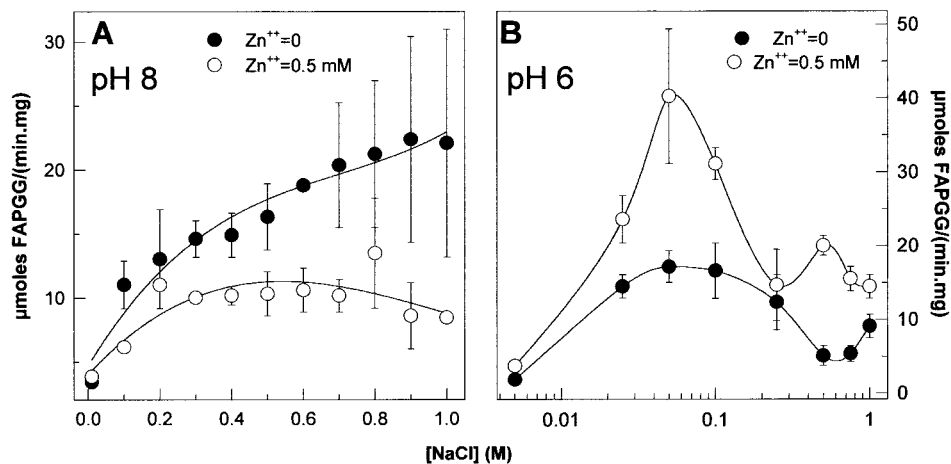 A
pH 8
Zn⁺⁺=0
Zn⁺⁺=0.5 mM
µmoles FAPGG/(min.mg)
30
20
10
0.0 0.2 0.4 0.6 0.8 1.0
B
pH 6
Zn⁺⁺=0
Zn⁺⁺=0.5 mM
µmoles FAPGG/(min.mg)
50
40
30
20
10
0
0.01 0.1 1
[NaCl] (M)